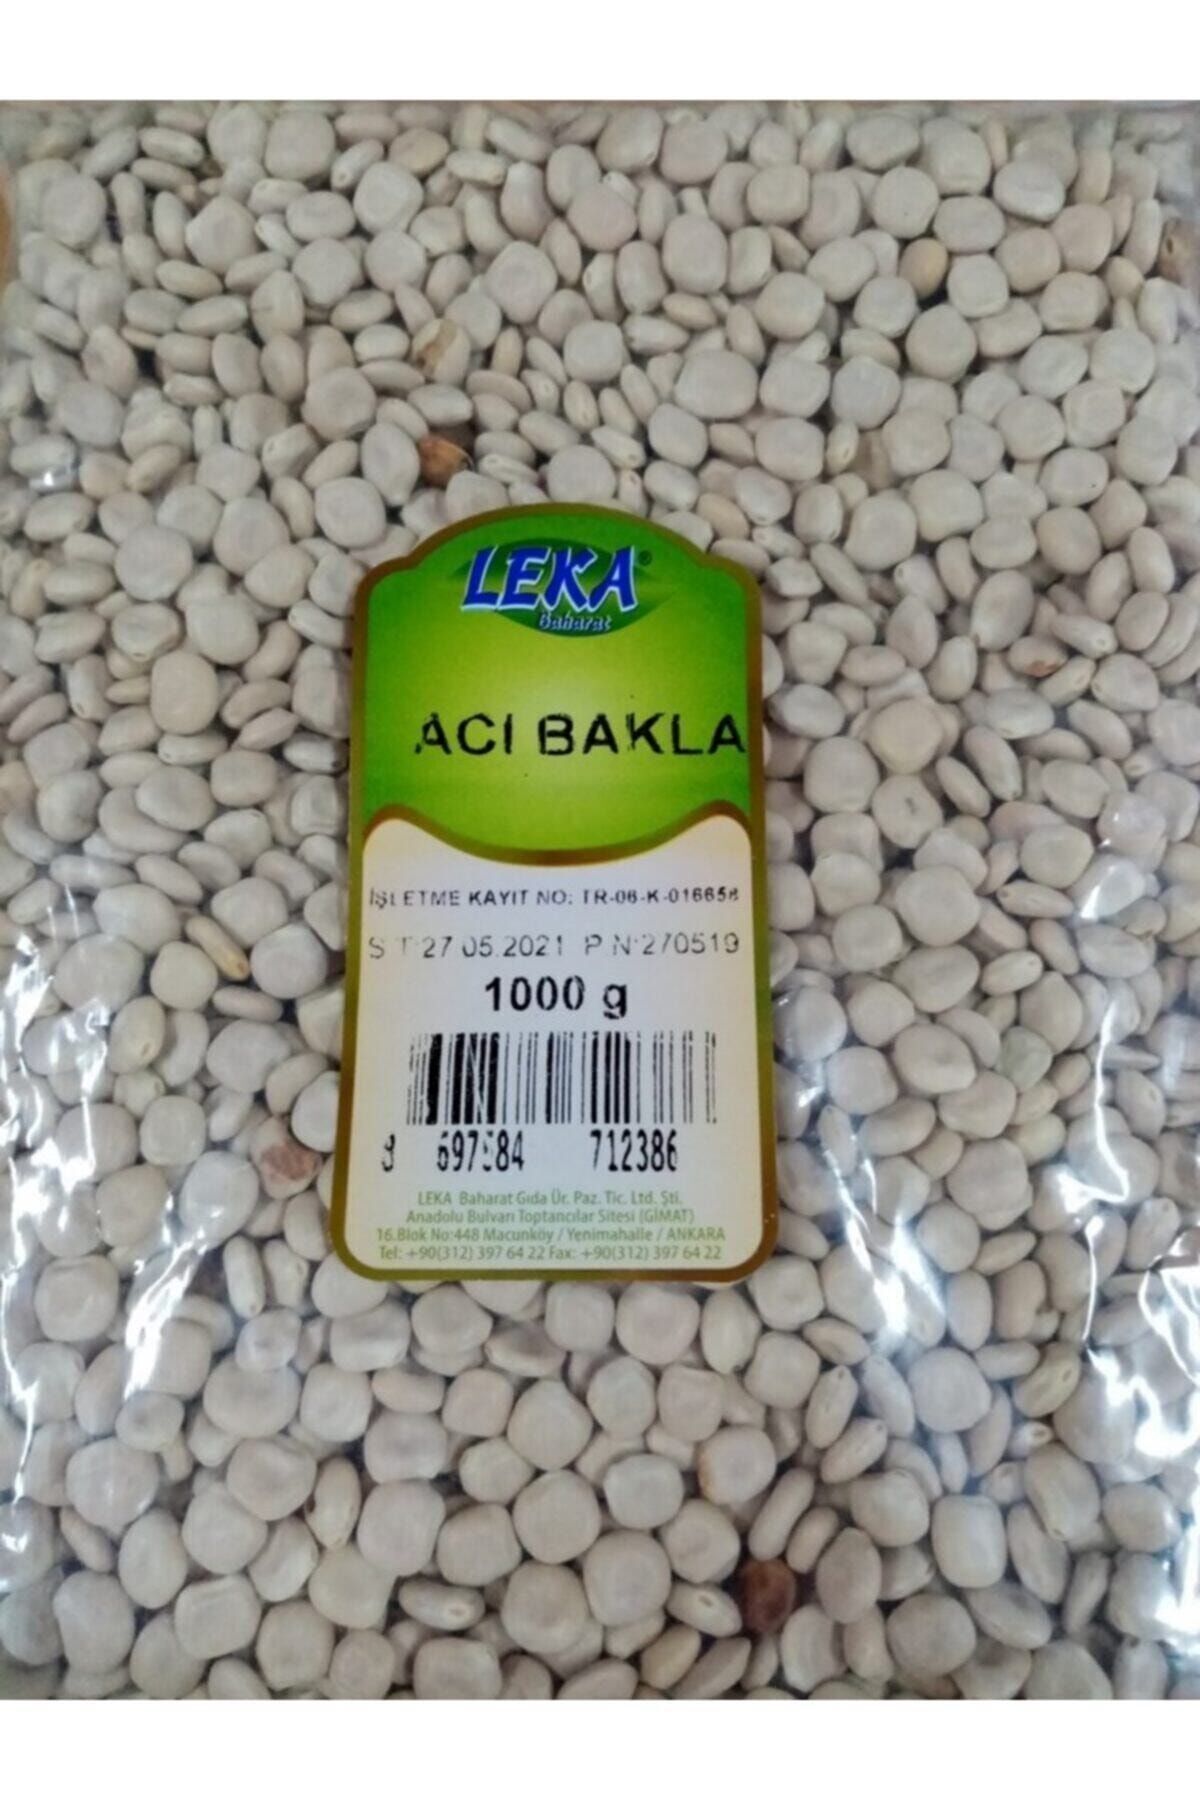 LEKA®
Baharat
ACI BAKLA
İŞLETME KAYIT NO: TR-06-K-016658
S.T:27.05.2021 P.N:270519
1000 g
8 697584 712386
LEKA Baharat Gıda Ür. Paz. Tic. Ltd. Şti.
Anadolu Bulvarı Toptancılar Sitesi (GİMAT)
16.Blok No:448 Macunköy / Yenimahalle / ANKARA
Tel: +90(312) 397 64 22 Fax: +90(312) 397 64 22